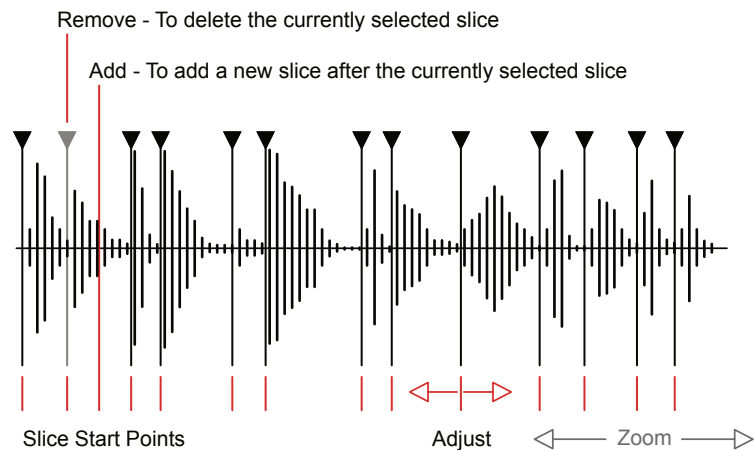 Remove - To delete the currently selected slice
Add - To add a new slice after the currently selected slice
Slice Start Points
Adjust
Zoom